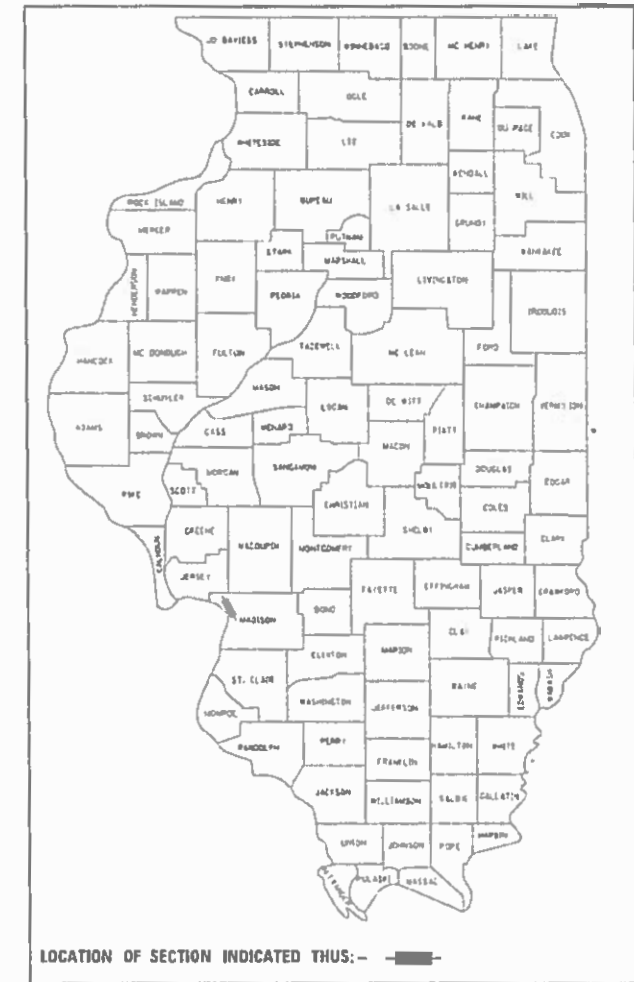 JO DAVIESS STEPHENSON WINNEBAGO BOONE MC HENRY LAKE
CARROLL OGLE DE KALB KANE DU PAGE COOK
WHITESIDE LEE KENDALL WILL
ROCK ISLAND HENRY BUREAU LA SALLE GRUNDY
MERCER PUTNAM KANKAKEE
STARK MARSHALL
HENDERSON WARREN KNOX PEORIA WOODFORD LIVINGSTON IROQUOIS
HANCOCK MC DONOUGH FULTON TAZEWELL MC LEAN FORD
SCHUYLER MASON LOGAN DE WITT CHAMPAIGN VERMILION
ADAMS BROWN CASS MENARD MACON PIATT
MORGAN SANGAMON DOUGLAS EDGAR
PIKE SCOTT CHRISTIAN MOULTRIE COLES
CALHOUN GREENE MACOUPIN MONTGOMERY SHELBY CUMBERLAND CLARK
JERSEY FAYETTE EFFINGHAM JASPER CRAWFORD
MADISON BOND CLAY RICHLAND LAWRENCE
CLINTON MARION
ST. CLAIR WAYNE EDWARDS WABASH
MONROE WASHINGTON JEFFERSON
RANDOLPH PERRY HAMILTON WHITE
FRANKLIN
JACKSON WILLIAMSON SALINE GALLATIN
UNION JOHNSON POPE HARDIN
ALEXANDER PULASKI MASSAC
LOCATION OF SECTION INDICATED THUS:-